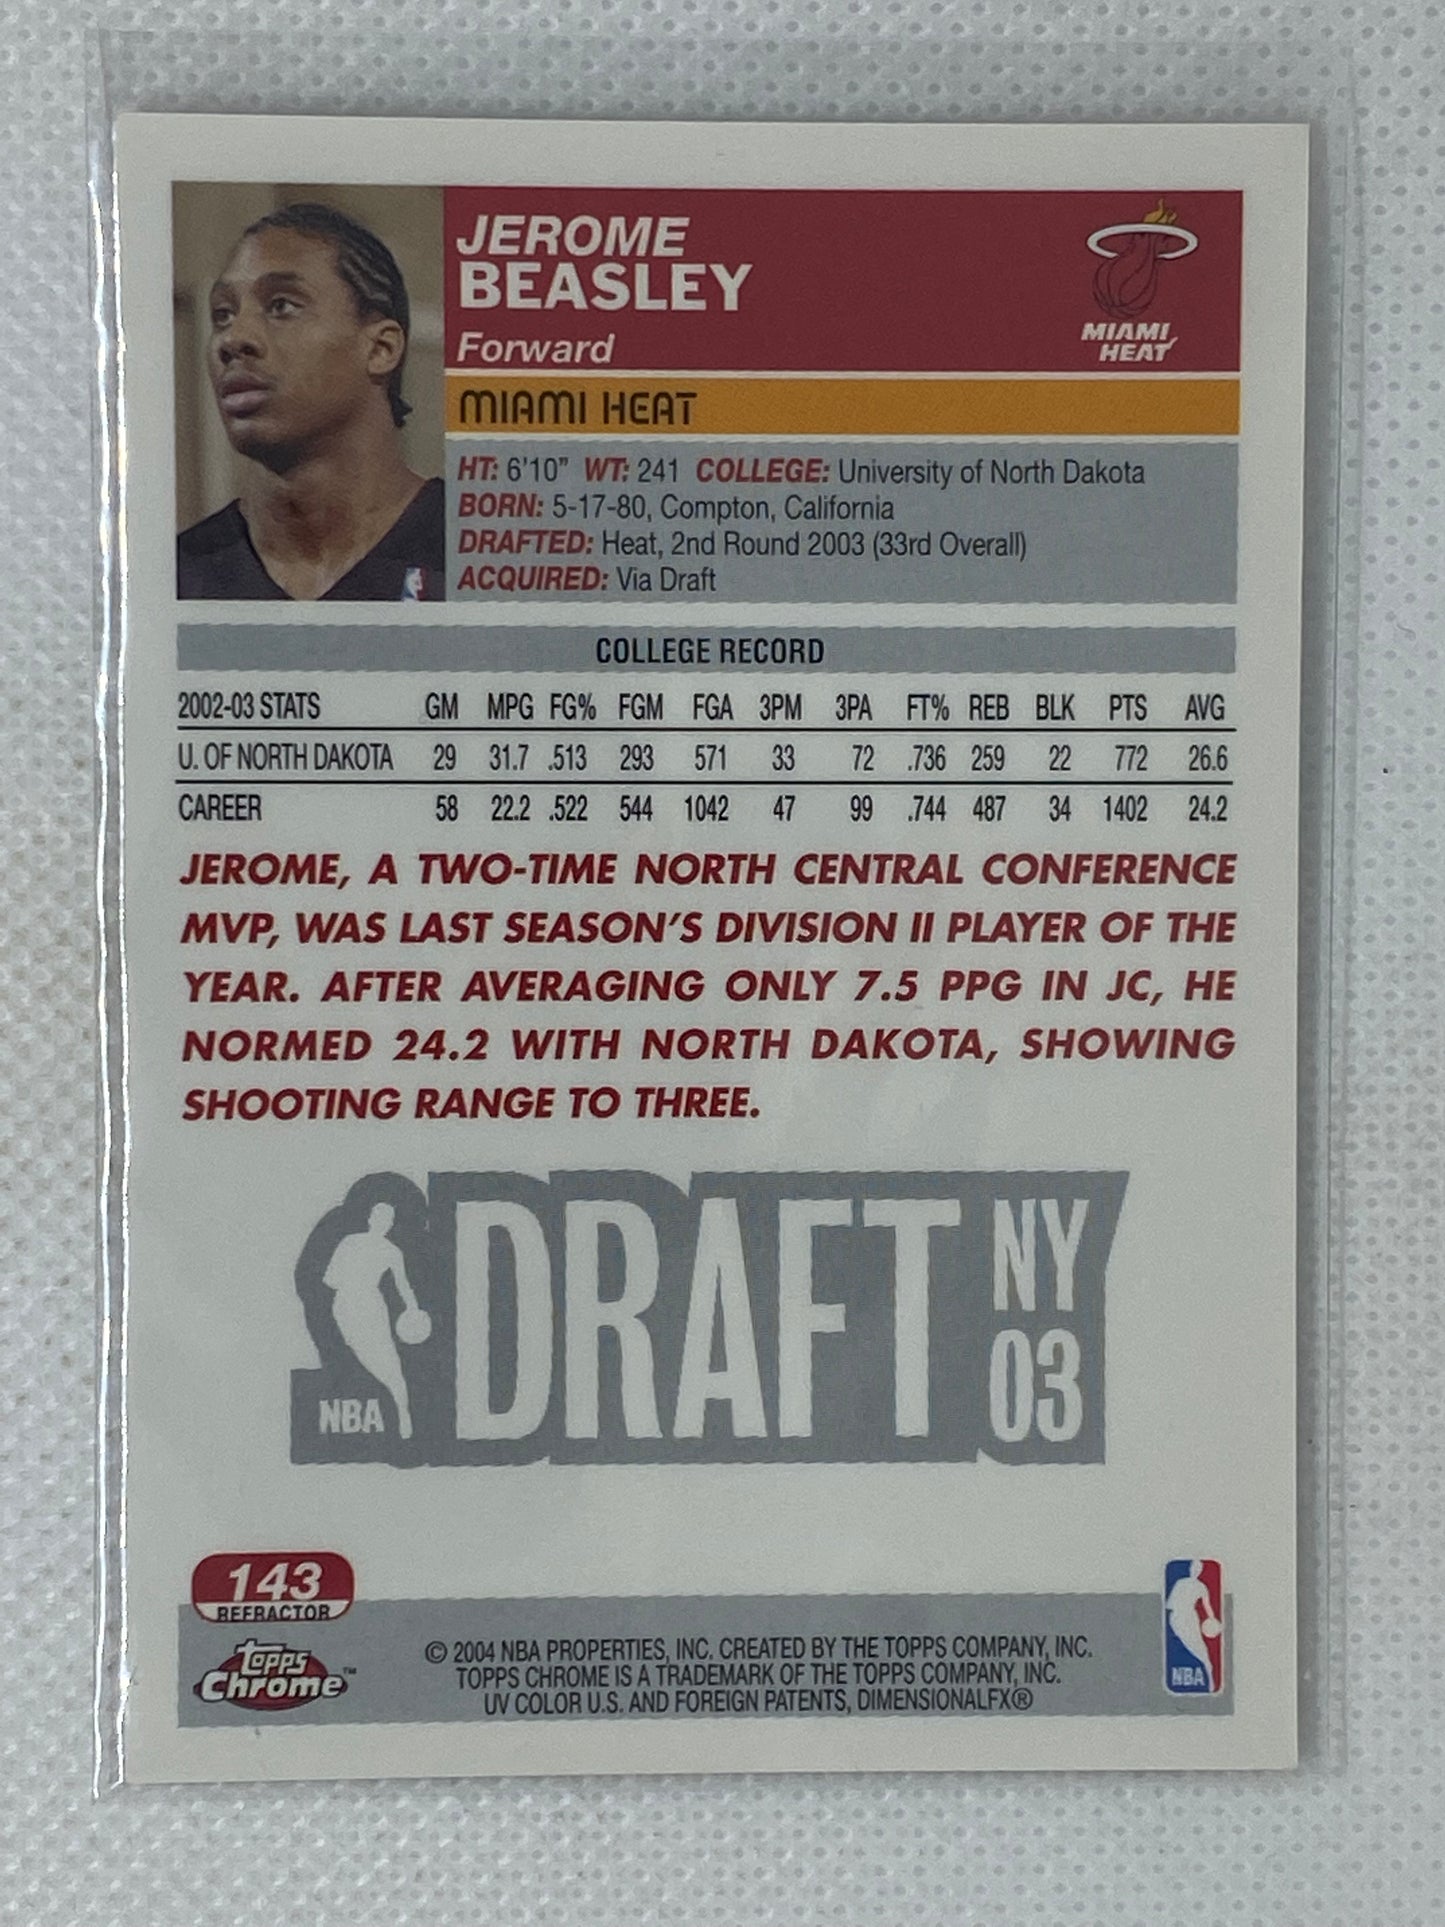 JEROME
BEASLEY
Forward
MIAMI
HEAT
MIAMI HEAT
HT: 6'10" WT: 241 COLLEGE: University of North Dakota
BORN: 5-17-80, Compton, California
DRAFTED: Heat, 2nd Round 2003 (33rd Overall)
ACQUIRED: Via Draft
COLLEGE RECORD
2002-03 STATS GM MPG FG% FGM FGA 3PM 3PA FT% REB BLK PTS AVG
U. OF NORTH DAKOTA 29 31.7 .513 293 571 33 72 .736 259 22 772 26.6
CAREER 58 22.2 .522 544 1042 47 99 .744 487 34 1402 24.2
JEROME, A TWO-TIME NORTH CENTRAL CONFERENCE
MVP, WAS LAST SEASON'S DIVISION II PLAYER OF THE
YEAR. AFTER AVERAGING ONLY 7.5 PPG IN JC, HE
NORMED 24.2 WITH NORTH DAKOTA, SHOWING
SHOOTING RANGE TO THREE.
NBA DRAFT NY
03
143
REFRACTOR
topps
Chrome™
© 2004 NBA PROPERTIES, INC. CREATED BY THE TOPPS COMPANY, INC.
TOPPS CHROME IS A TRADEMARK OF THE TOPPS COMPANY, INC.
UV COLOR U.S. AND FOREIGN PATENTS, DIMENSIONALFX®
NBA